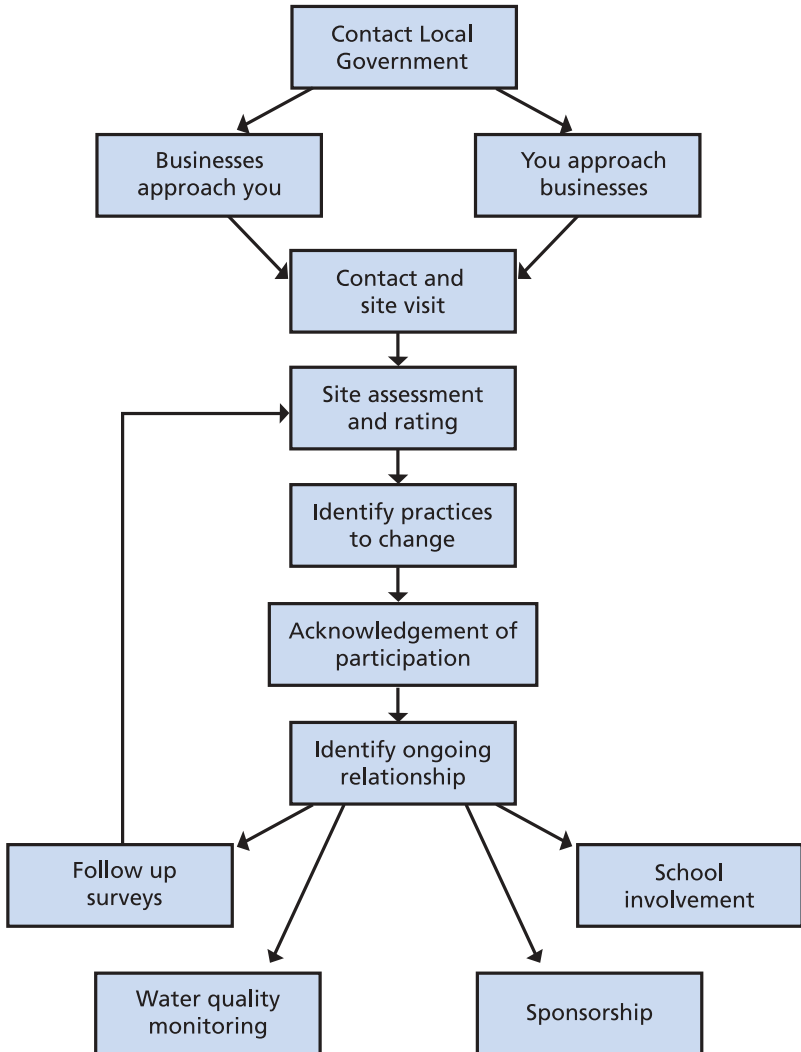 Contact Local
Government
Businesses
approach you
You approach
businesses
Contact and
site visit
Site assessment
and rating
Identify practices
to change
Acknowledgement of
participation
Identify ongoing
relationship
Follow up
surveys
School
involvement
Water quality
monitoring
Sponsorship